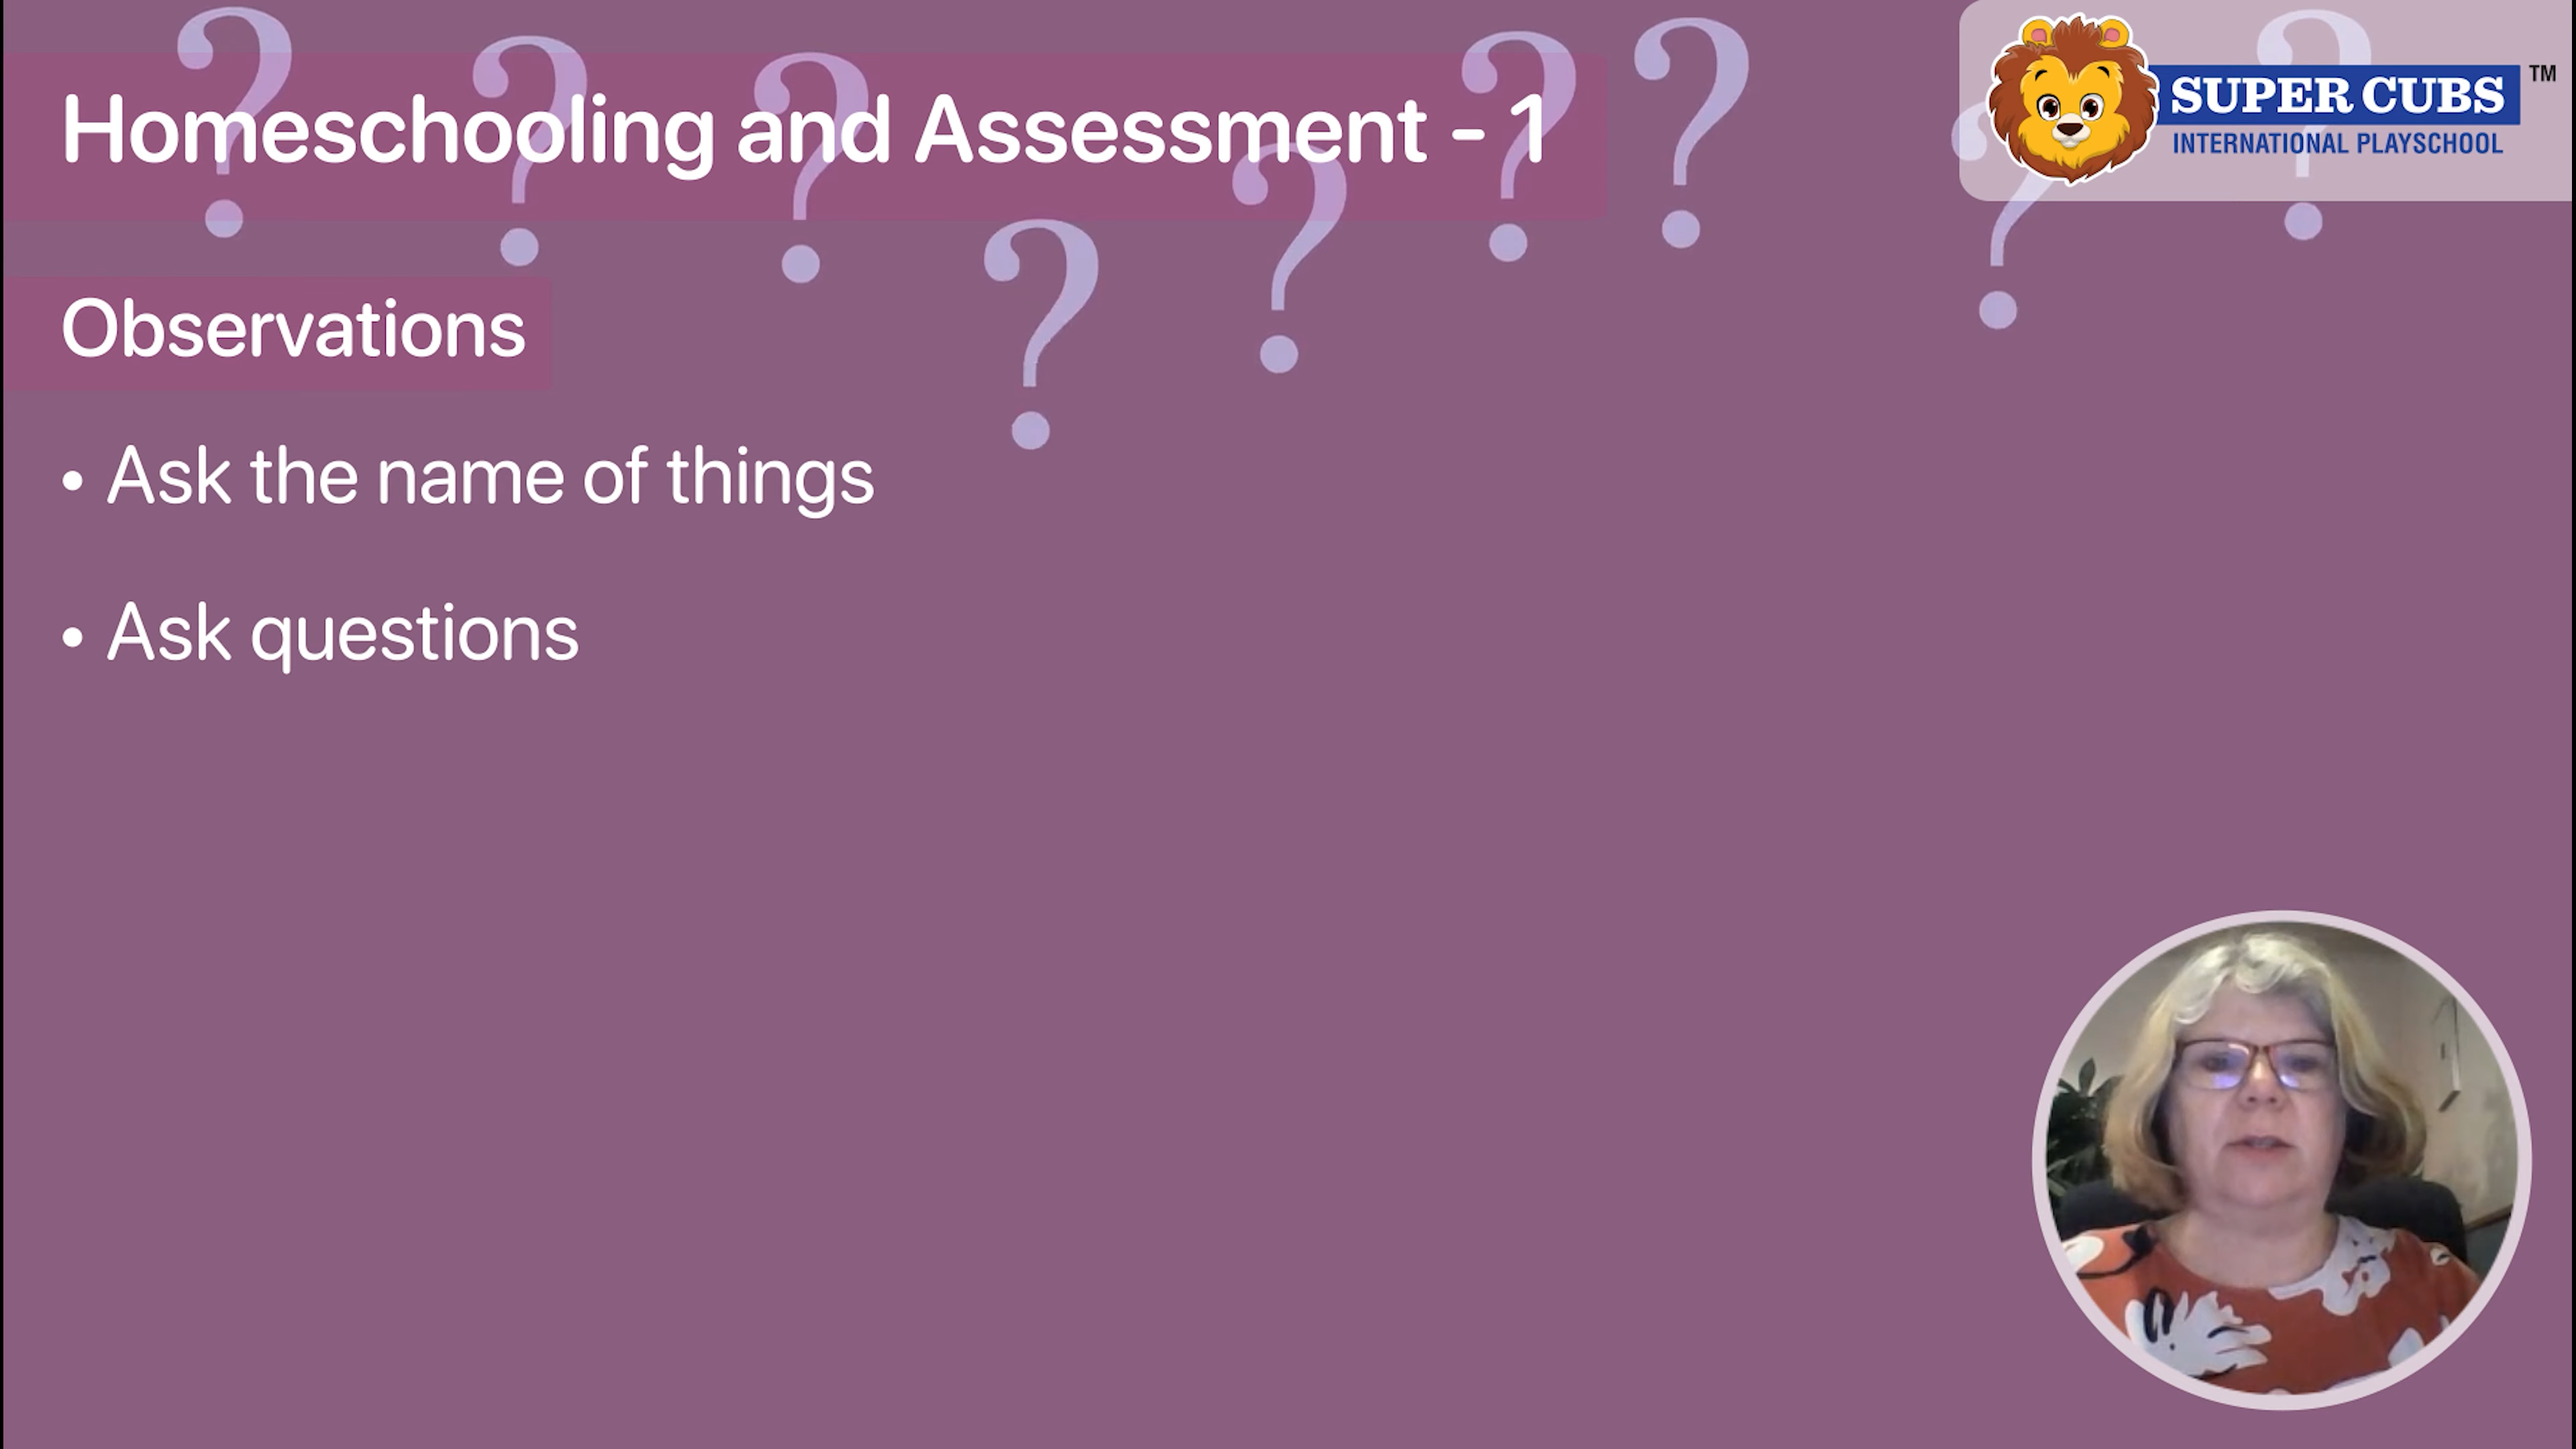 Homeschooling and Assessment - 1
SUPER CUBS TM
INTERNATIONAL PLAYSCHOOL
Observations
• Ask the name of things
• Ask questions